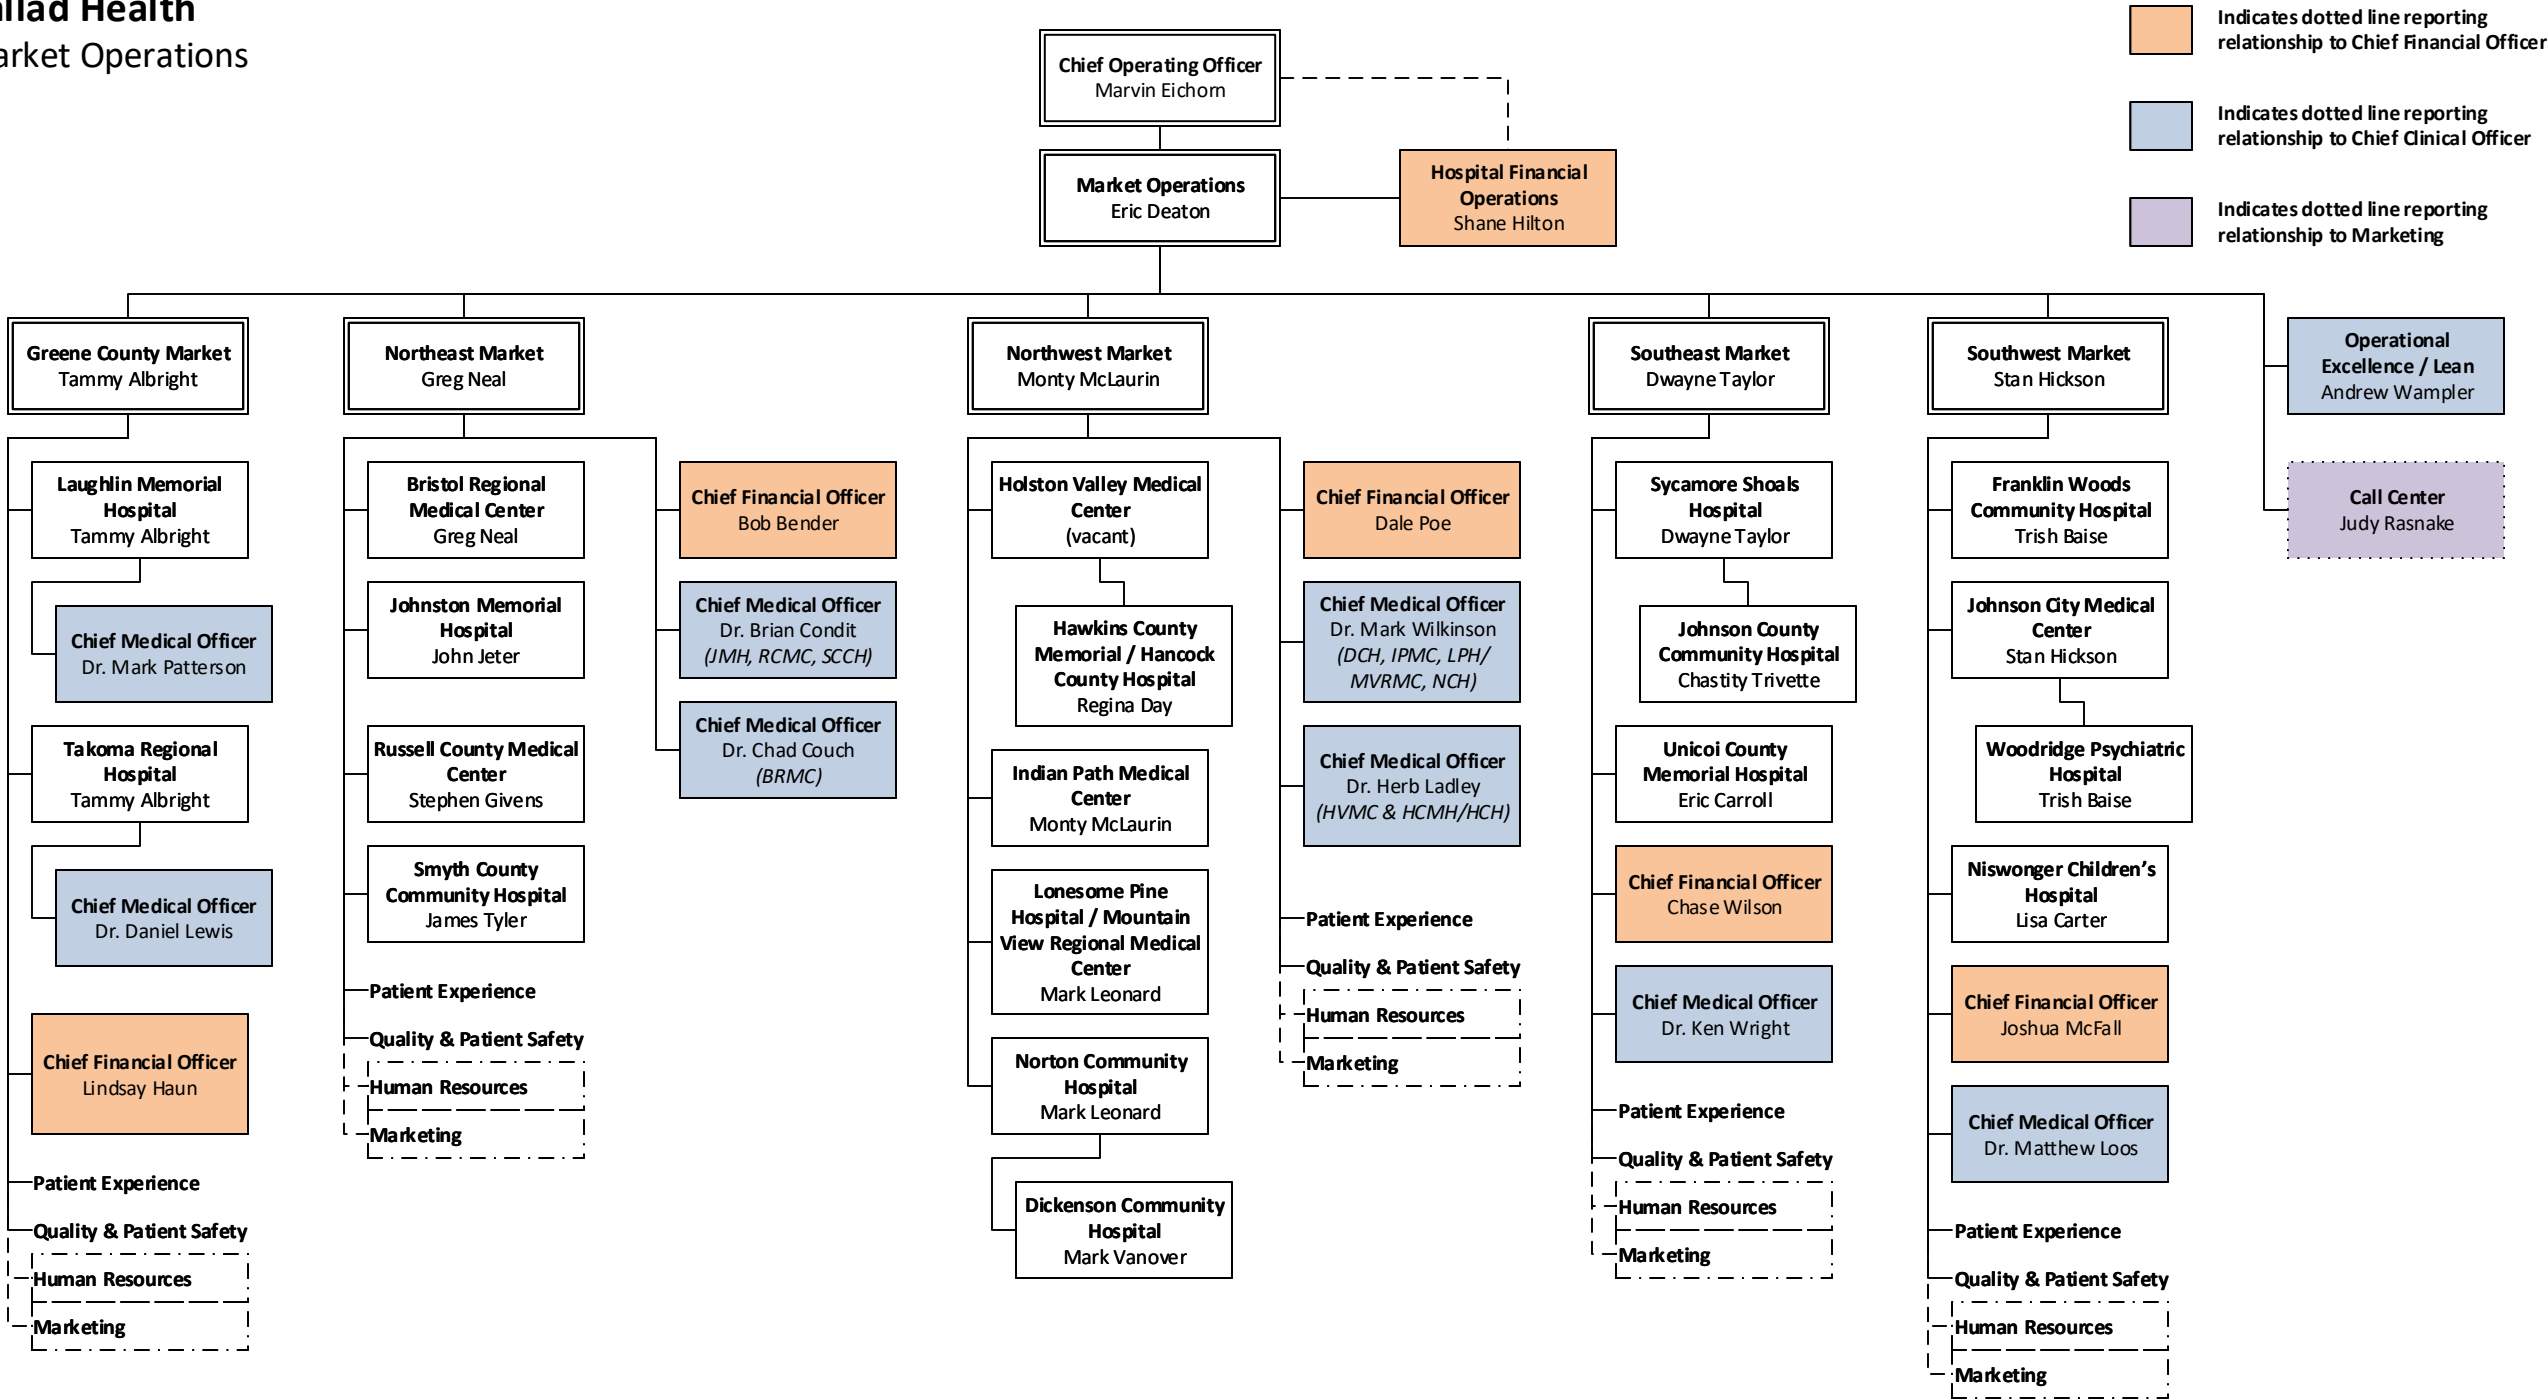 llad Health
arket Operations
Chief Operating Officer
Marvin Eichorn
Market Operations
Eric Deaton
Hospital Financial
Operations
Shane Hilton
Indicates dotted line reporting
relationship to Chief Financial Officer
Indicates dotted line reporting
relationship to Chief Clinical Officer
Indicates dotted line reporting
relationship to Marketing
Greene County Market
Tammy Albright
Laughlin Memorial
Hospital
Tammy Albright
Chief Medical Officer
Dr. Mark Patterson
Takoma Regional
Hospital
Tammy Albright
Chief Medical Officer
Dr. Daniel Lewis
Chief Financial Officer
Lindsay Haun
Patient Experience
Quality & Patient Safety
Human Resources
Marketing
Northeast Market
Greg Neal
Bristol Regional
Medical Center
Greg Neal
Johnston Memorial
Hospital
John Jeter
Russell County Medical
Center
Stephen Givens
Smyth County
Community Hospital
James Tyler
Patient Experience
Quality & Patient Safety
Human Resources
Marketing
Chief Financial Officer
Bob Bender
Chief Medical Officer
Dr. Brian Condit
(JMH, RCMC, SCCH)
Chief Medical Officer
Dr. Chad Couch
(BRMC)
Northwest Market
Monty McLaurin
Holston Valley Medical
Center
(vacant)
Hawkins County
Memorial / Hancock
County Hospital
Regina Day
Indian Path Medical
Center
Monty McLaurin
Lonesome Pine
Hospital / Mountain
View Regional Medical
Center
Mark Leonard
Norton Community
Hospital
Mark Leonard
Dickenson Community
Hospital
Mark Vanover
Chief Financial Officer
Dale Poe
Chief Medical Officer
Dr. Mark Wilkinson
(DCH, IPMC, LPH/
MVRMC, NCH)
Chief Medical Officer
Dr. Herb Ladley
(HVMC & HCMH/HCH)
Patient Experience
Quality & Patient Safety
Human Resources
Marketing
Southeast Market
Dwayne Taylor
Sycamore Shoals
Hospital
Dwayne Taylor
Johnson County
Community Hospital
Chastity Trivette
Unicoi County
Memorial Hospital
Eric Carroll
Chief Financial Officer
Chase Wilson
Chief Medical Officer
Dr. Ken Wright
Patient Experience
Quality & Patient Safety
Human Resources
Marketing
Southwest Market
Stan Hickson
Franklin Woods
Community Hospital
Trish Baise
Johnson City Medical
Center
Stan Hickson
Woodridge Psychiatric
Hospital
Trish Baise
Niswonger Children’s
Hospital
Lisa Carter
Chief Financial Officer
Joshua McFall
Chief Medical Officer
Dr. Matthew Loos
Patient Experience
Quality & Patient Safety
Human Resources
Marketing
Operational
Excellence / Lean
Andrew Wampler
Call Center
Judy Rasnake